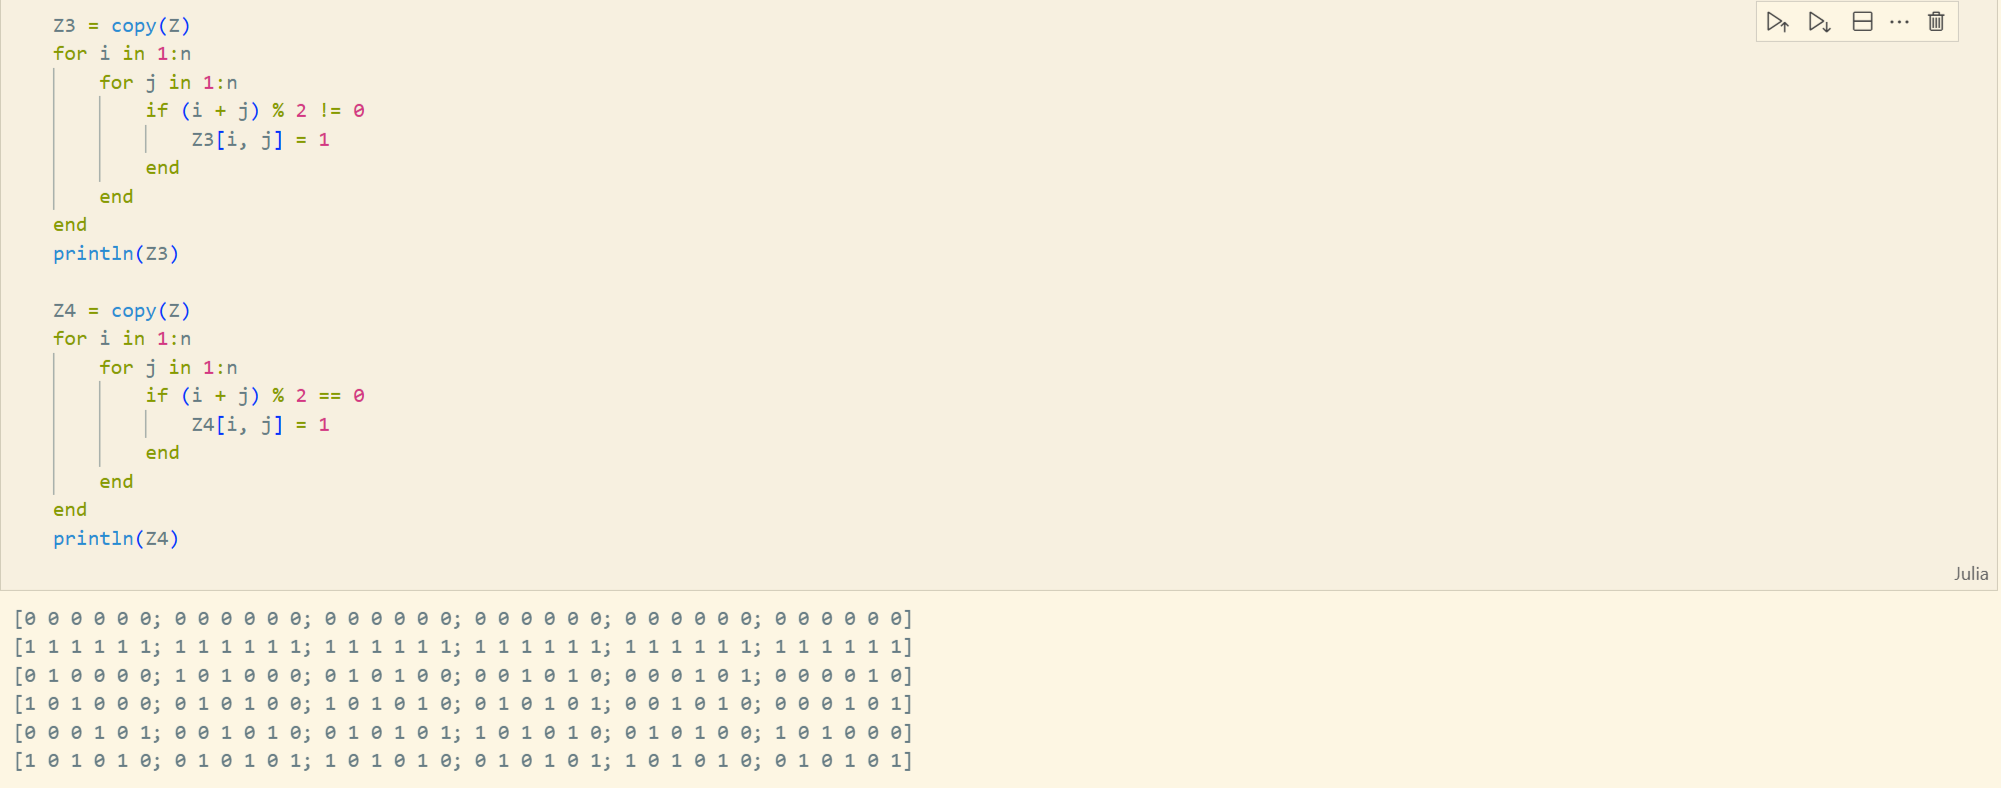 Z3 = copy(Z)
for i in 1:n
    for j in 1:n
        if (i + j) % 2 != 0
            Z3[i, j] = 1
        end
    end
end
println(Z3)

Z4 = copy(Z)
for i in 1:n
    for j in 1:n
        if (i + j) % 2 == 0
            Z4[i, j] = 1
        end
    end
end
println(Z4)
Julia
[0 0 0 0 0 0; 0 0 0 0 0 0; 0 0 0 0 0 0; 0 0 0 0 0 0; 0 0 0 0 0 0; 0 0 0 0 0 0]
[1 1 1 1 1 1; 1 1 1 1 1 1; 1 1 1 1 1 1; 1 1 1 1 1 1; 1 1 1 1 1 1; 1 1 1 1 1 1]
[0 1 0 0 0 0; 1 0 1 0 0 0; 0 1 0 1 0 0; 0 0 1 0 1 0; 0 0 0 1 0 1; 0 0 0 0 1 0]
[1 0 1 0 0 0; 0 1 0 1 0 0; 1 0 1 0 1 0; 0 1 0 1 0 1; 0 0 1 0 1 0; 0 0 0 1 0 1]
[0 0 0 1 0 1; 0 0 1 0 1 0; 0 1 0 1 0 1; 1 0 1 0 1 0; 0 1 0 1 0 0; 1 0 1 0 0 0]
[1 0 1 0 1 0; 0 1 0 1 0 1; 1 0 1 0 1 0; 0 1 0 1 0 1; 1 0 1 0 1 0; 0 1 0 1 0 1]